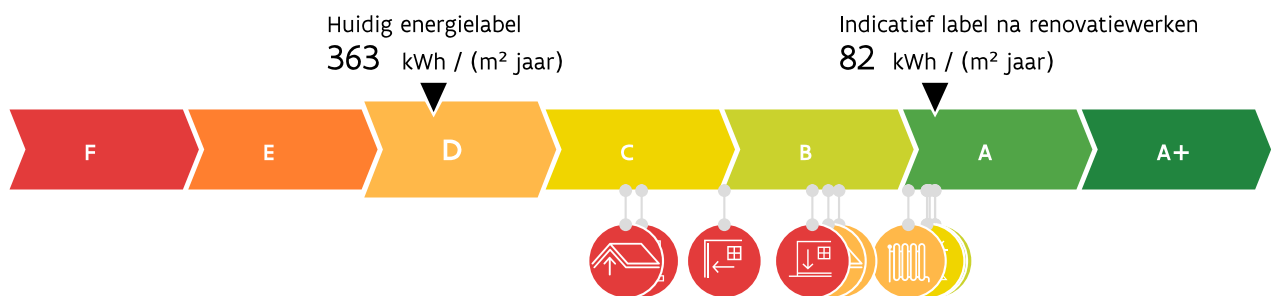 Huidig energielabel
363 kWh / (m² jaar)
Indicatief label na renovatiewerken
82 kWh / (m² jaar)
F E D C B A A+